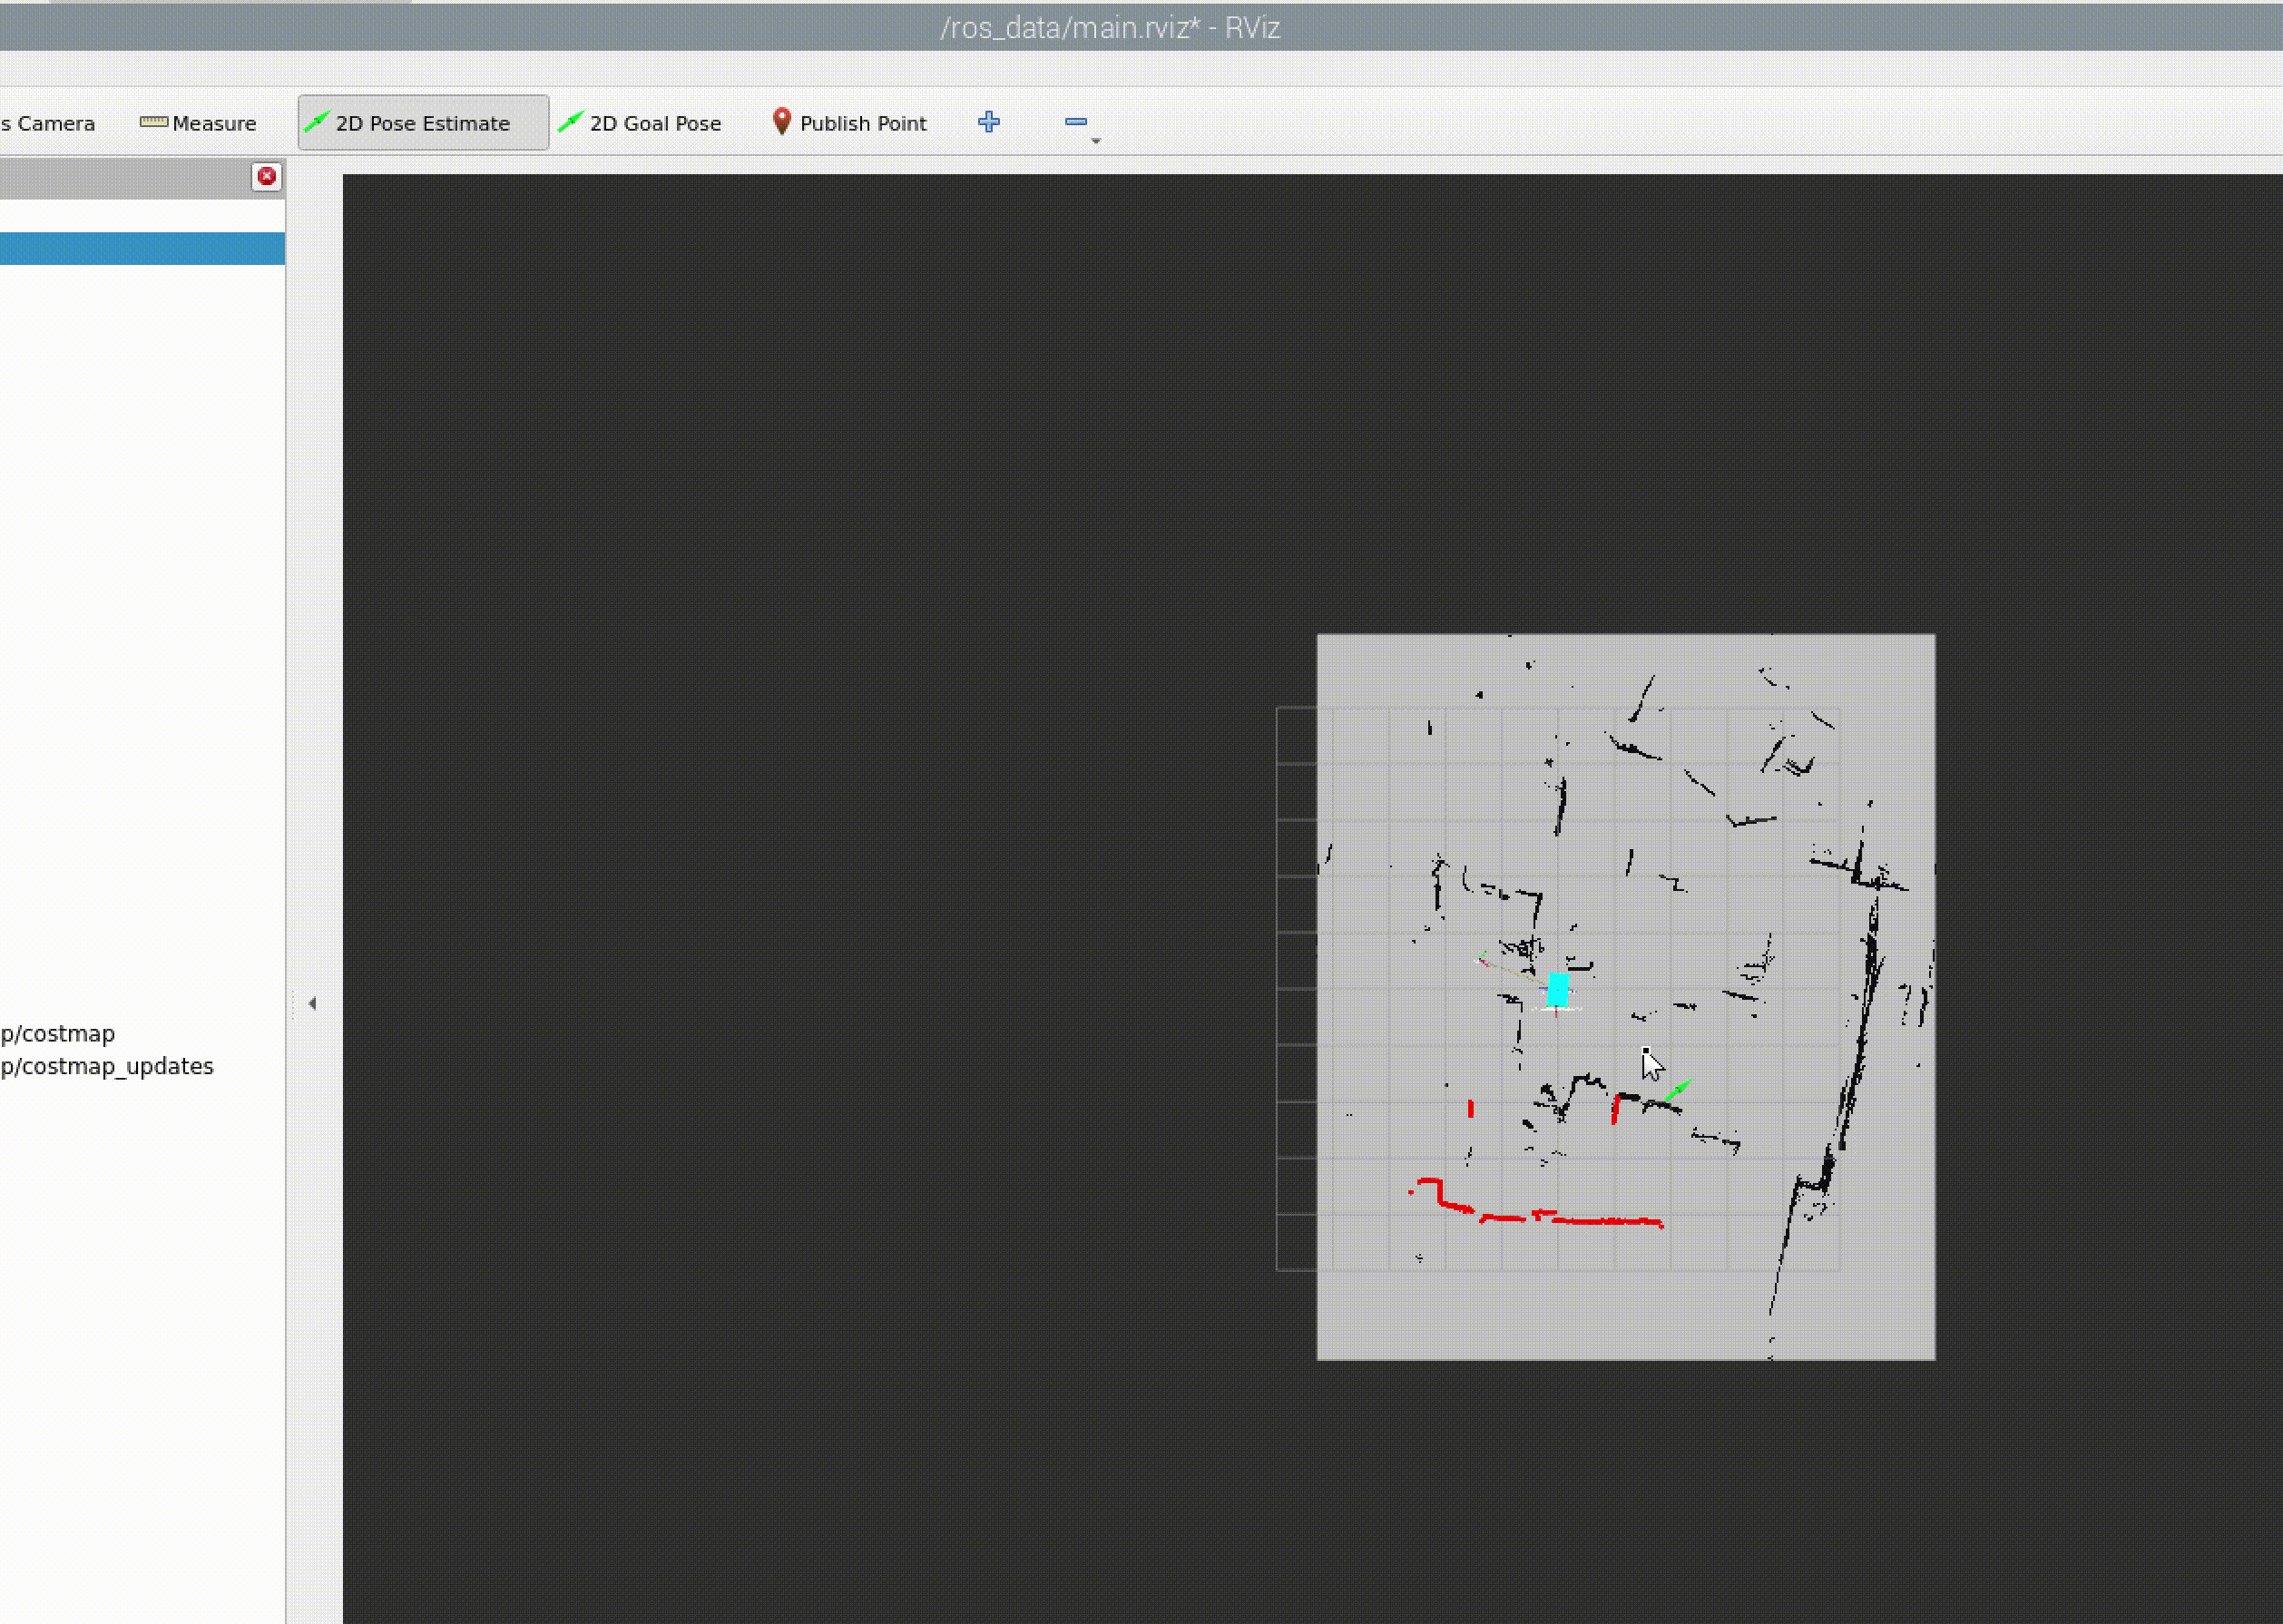 /ros_data/main.rviz* - RViz
s Camera Measure 2D Pose Estimate 2D Goal Pose Publish Point
p/costmap
p/costmap_updates